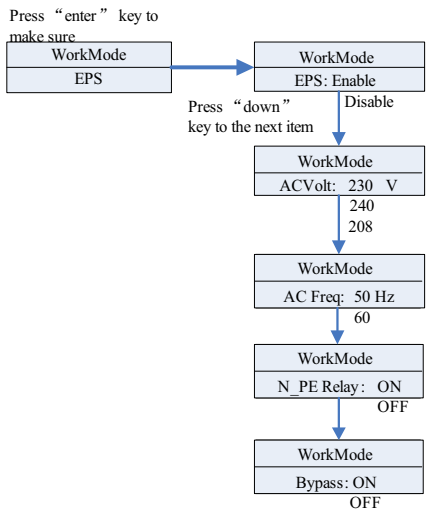 Press “enter” key to
make sure
WorkMode
EPS
WorkMode
EPS: Enable
Disable
Press “down”
key to the next item
WorkMode
ACVolt: 230 V
240
208
WorkMode
AC Freq: 50 Hz
60
WorkMode
N_PE Relay: ON
OFF
WorkMode
Bypass: ON
OFF